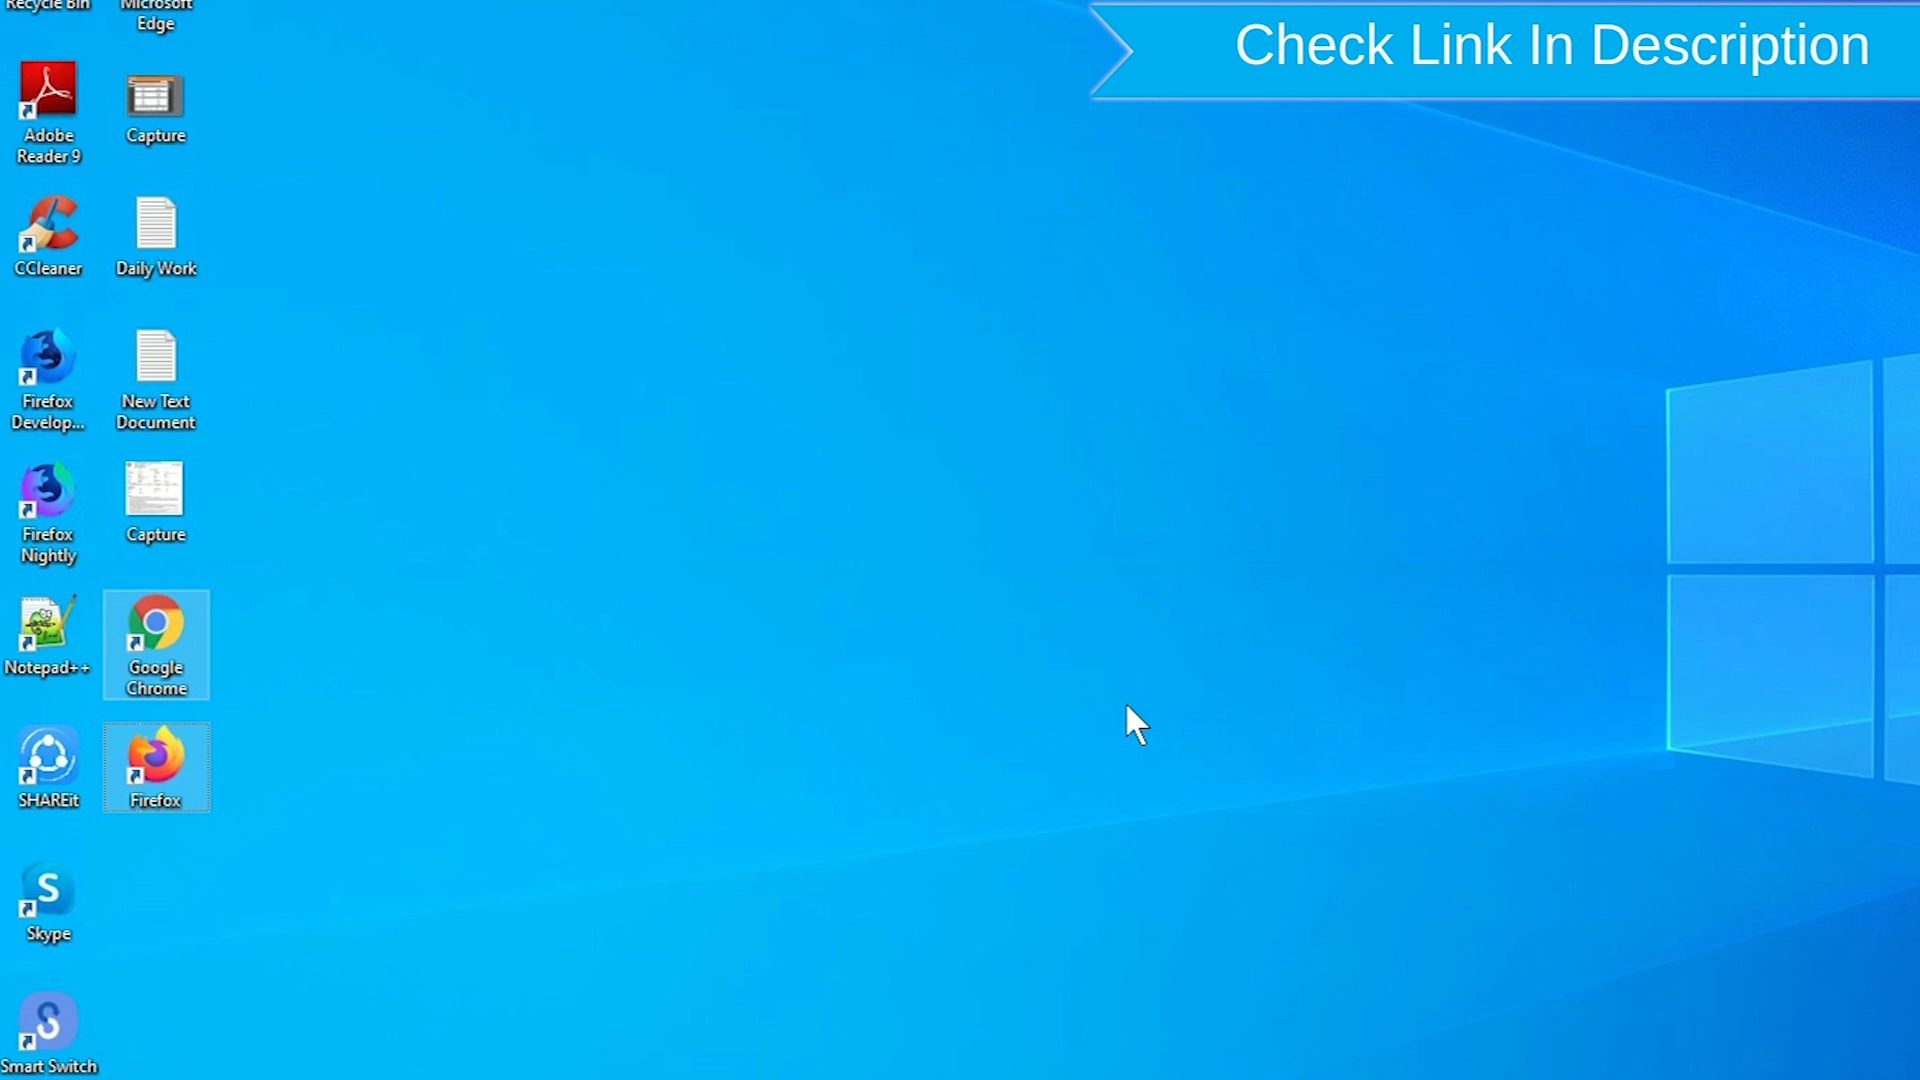 Recycle Bin
Microsoft
Edge
Check Link In Description
Adobe
Reader 9
Capture
CCleaner
Daily Work
Firefox
Develop...
New Text
Document
Firefox
Nightly
Capture
Notepad++
Google
Chrome
SHAREit
Firefox
Skype
Smart Switch